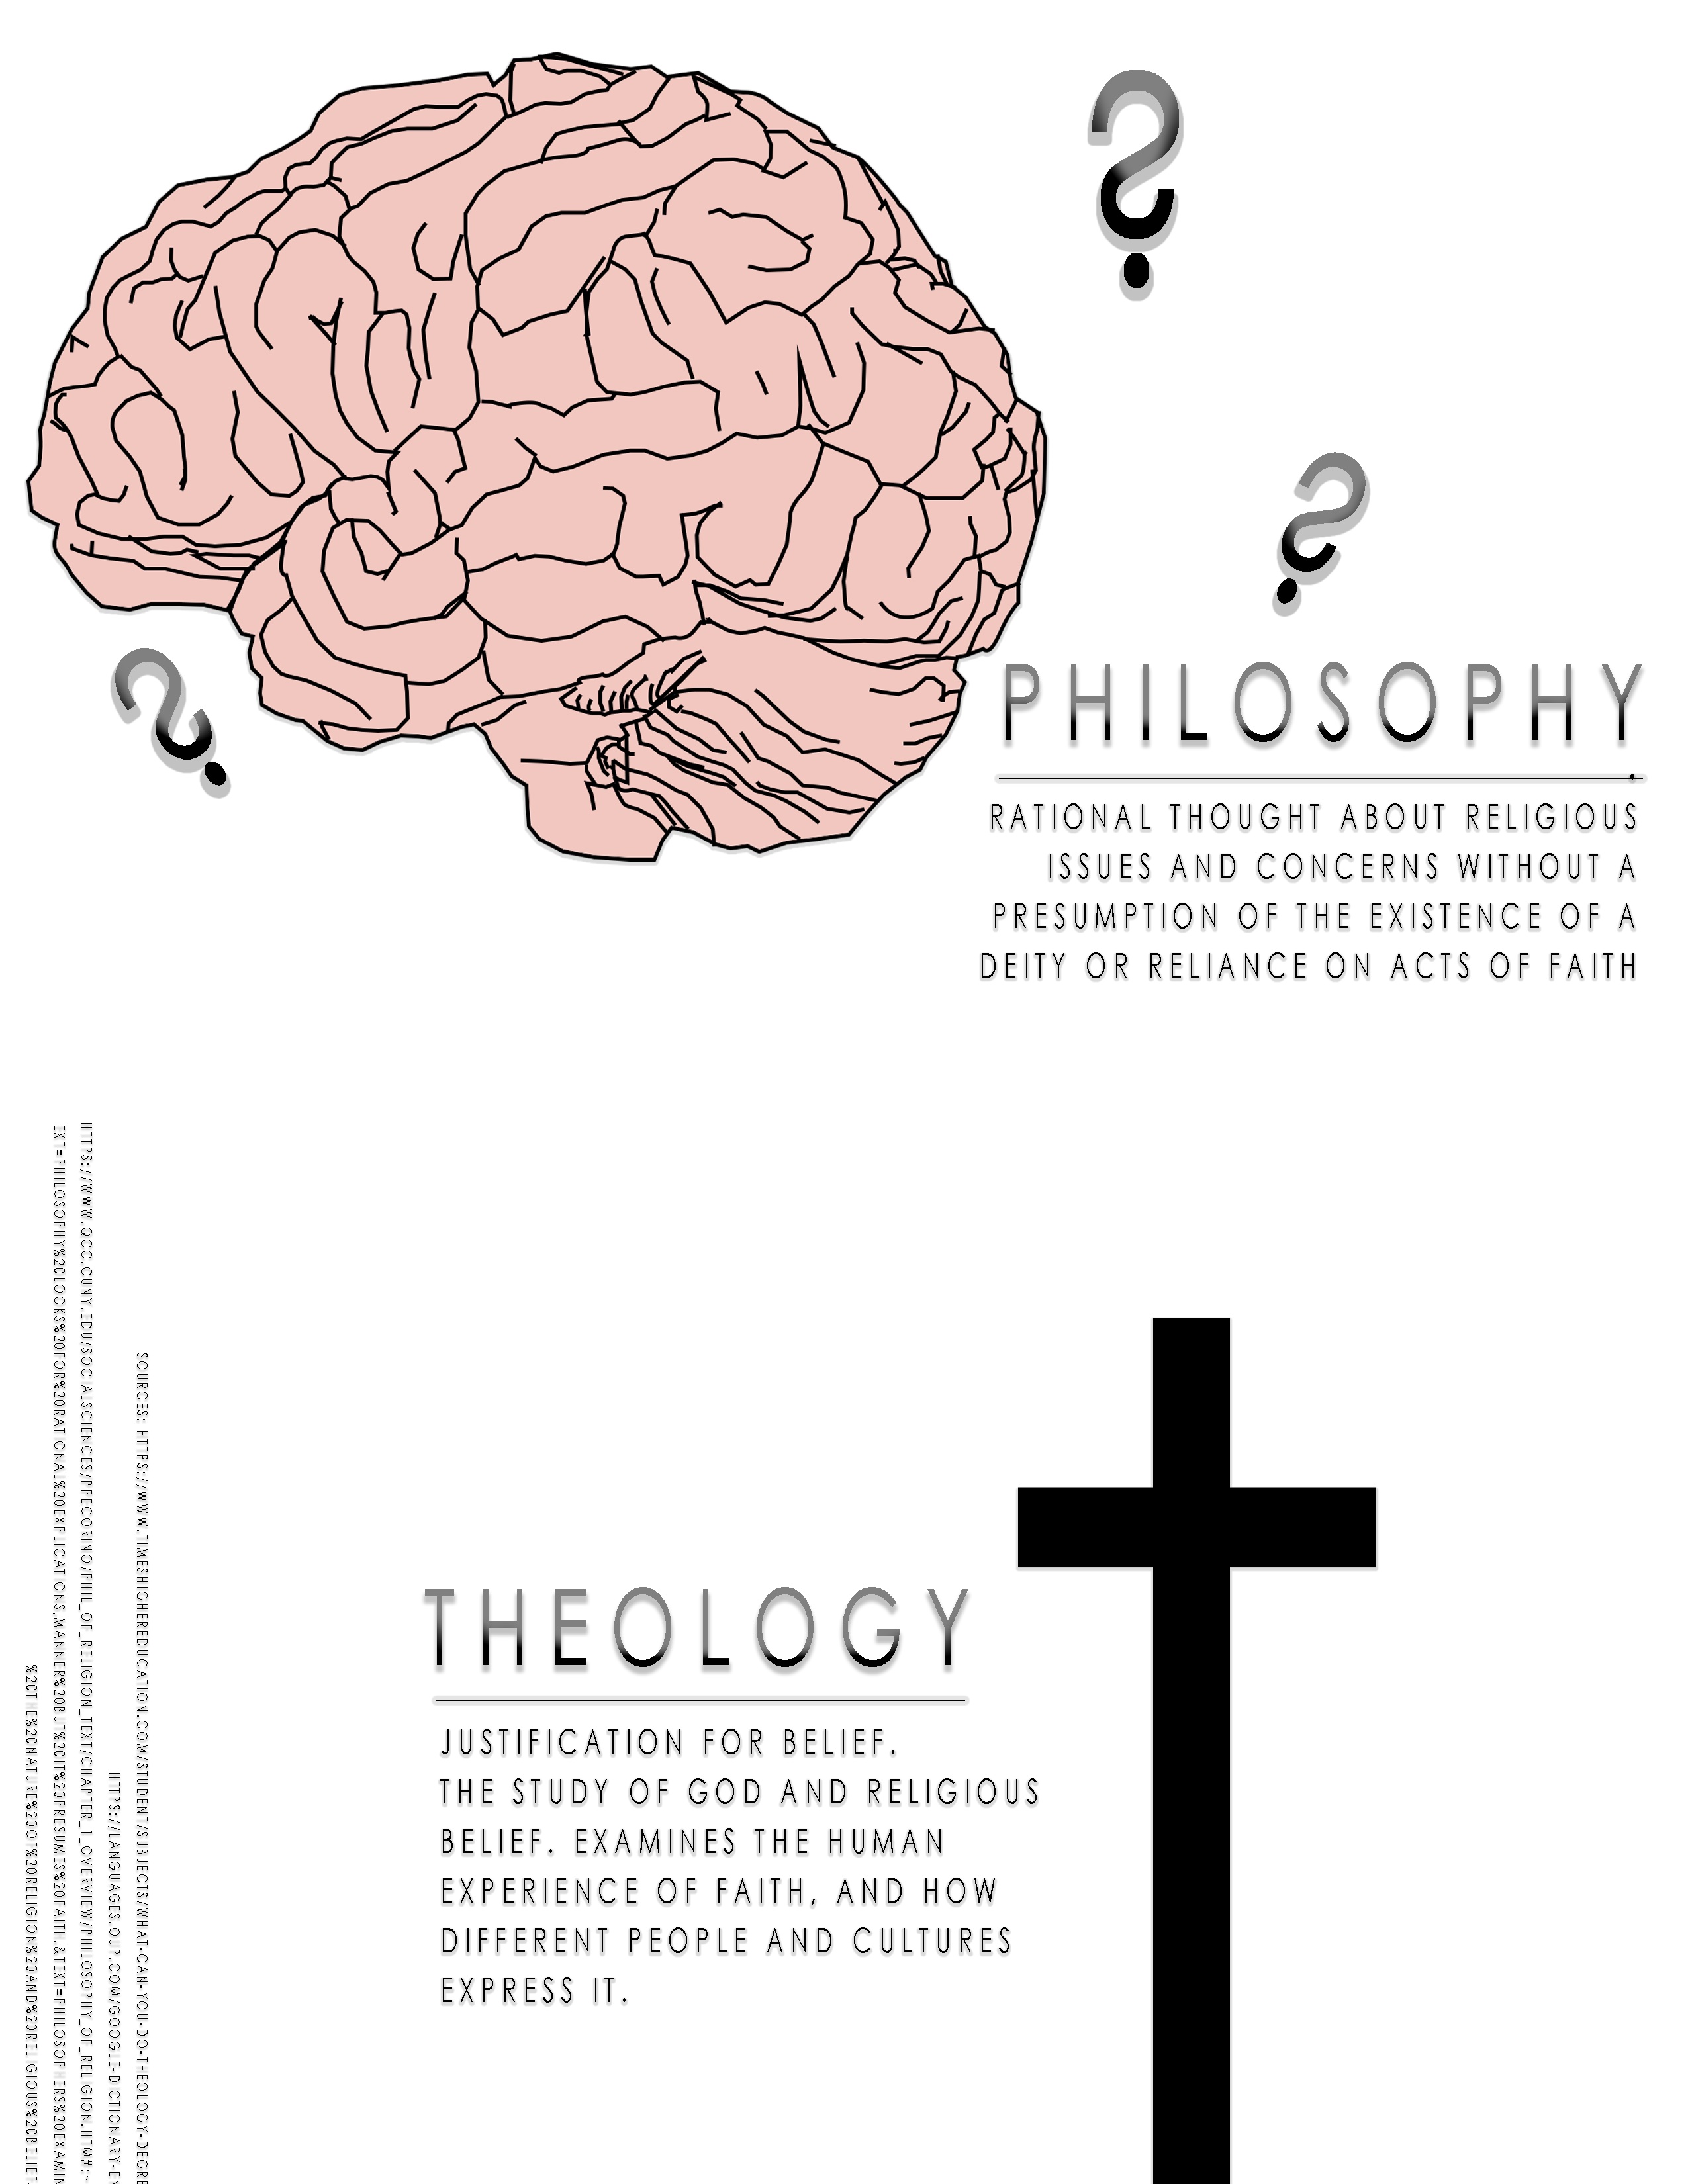 ?
?
?
PHILOSOPHY
RATIONAL THOUGHT ABOUT RELIGIOUS
ISSUES AND CONCERNS WITHOUT A
PRESUMPTION OF THE EXISTENCE OF A
DEITY OR RELIANCE ON ACTS OF FAITH
THEOLOGY
JUSTIFICATION FOR BELIEF.
THE STUDY OF GOD AND RELIGIOUS
BELIEF. EXAMINES THE HUMAN
EXPERIENCE OF FAITH, AND HOW
DIFFERENT PEOPLE AND CULTURES
EXPRESS IT.
SOURCES: HTTPS://WWW.TIMESHIGHEREDUCATION.COM/STUDENT/SUBJECTS/WHAT-CAN-YOU-DO-THEOLOGY-DEGRE
HTTPS://LANGUAGES.OUP.COM/GOOGLE-DICTIONARY-EN
HTTPS://WWW.QCC.CUNY.EDU/SOCIALSCIENCES/PPECORINO/PHIL_OF_RELIGION_TEXT/CHAPTER_1_OVERVIEW/PHILOSOPHY_OF_RELIGION.HTM#:~
EXT=PHILOSOPHY%20LOOKS%20FOR%20RATIONAL%20EXPLICATIONS,MANNER%20BUT%20IT%20PRESUMES%20FAITH.&TEXT=PHILOSOPHERS%20EXAMIN
%20THE%20NATURE%20OF%20RELIGION%20AND%20RELIGIOUS%20BELIEF